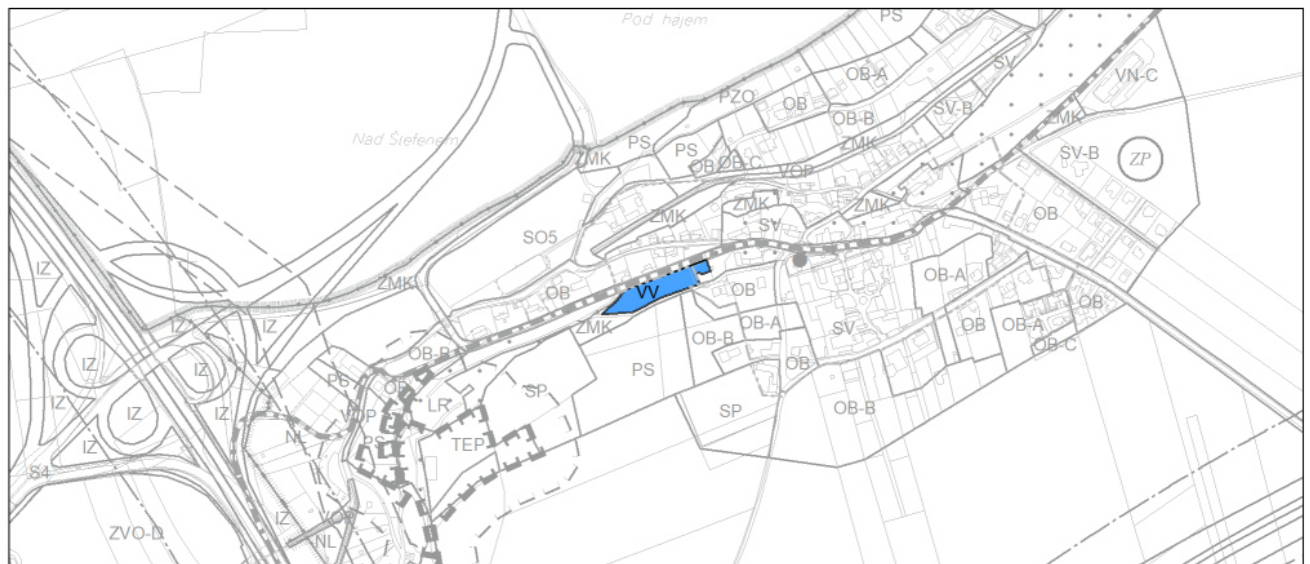 Pod hájem
PS
OB-A
SV
VN-C
PZO
OB
OB-B
SV-B
ZMK
Nad Štefenem
ZMK
PS
PS
OB
OB-C
ZMK
VOP
SV-B
ZP
ZMK
ZMK
ZMK
SV
OB
SO5
IZ
IZ
ZMK
OB
VV
OB
OB-A
OB
IZ
IZ
ZMK
OB-A
SV
OB
OB-A
OB-B
OB-B
OB
OB-C
IZ
IZ
IZ
IZ
IZ
PS
OB
LR
SP
PS
SP
OB-B
VOP
NL
PS
TEP
S4
IZ
VOP
NL
ZVO-D